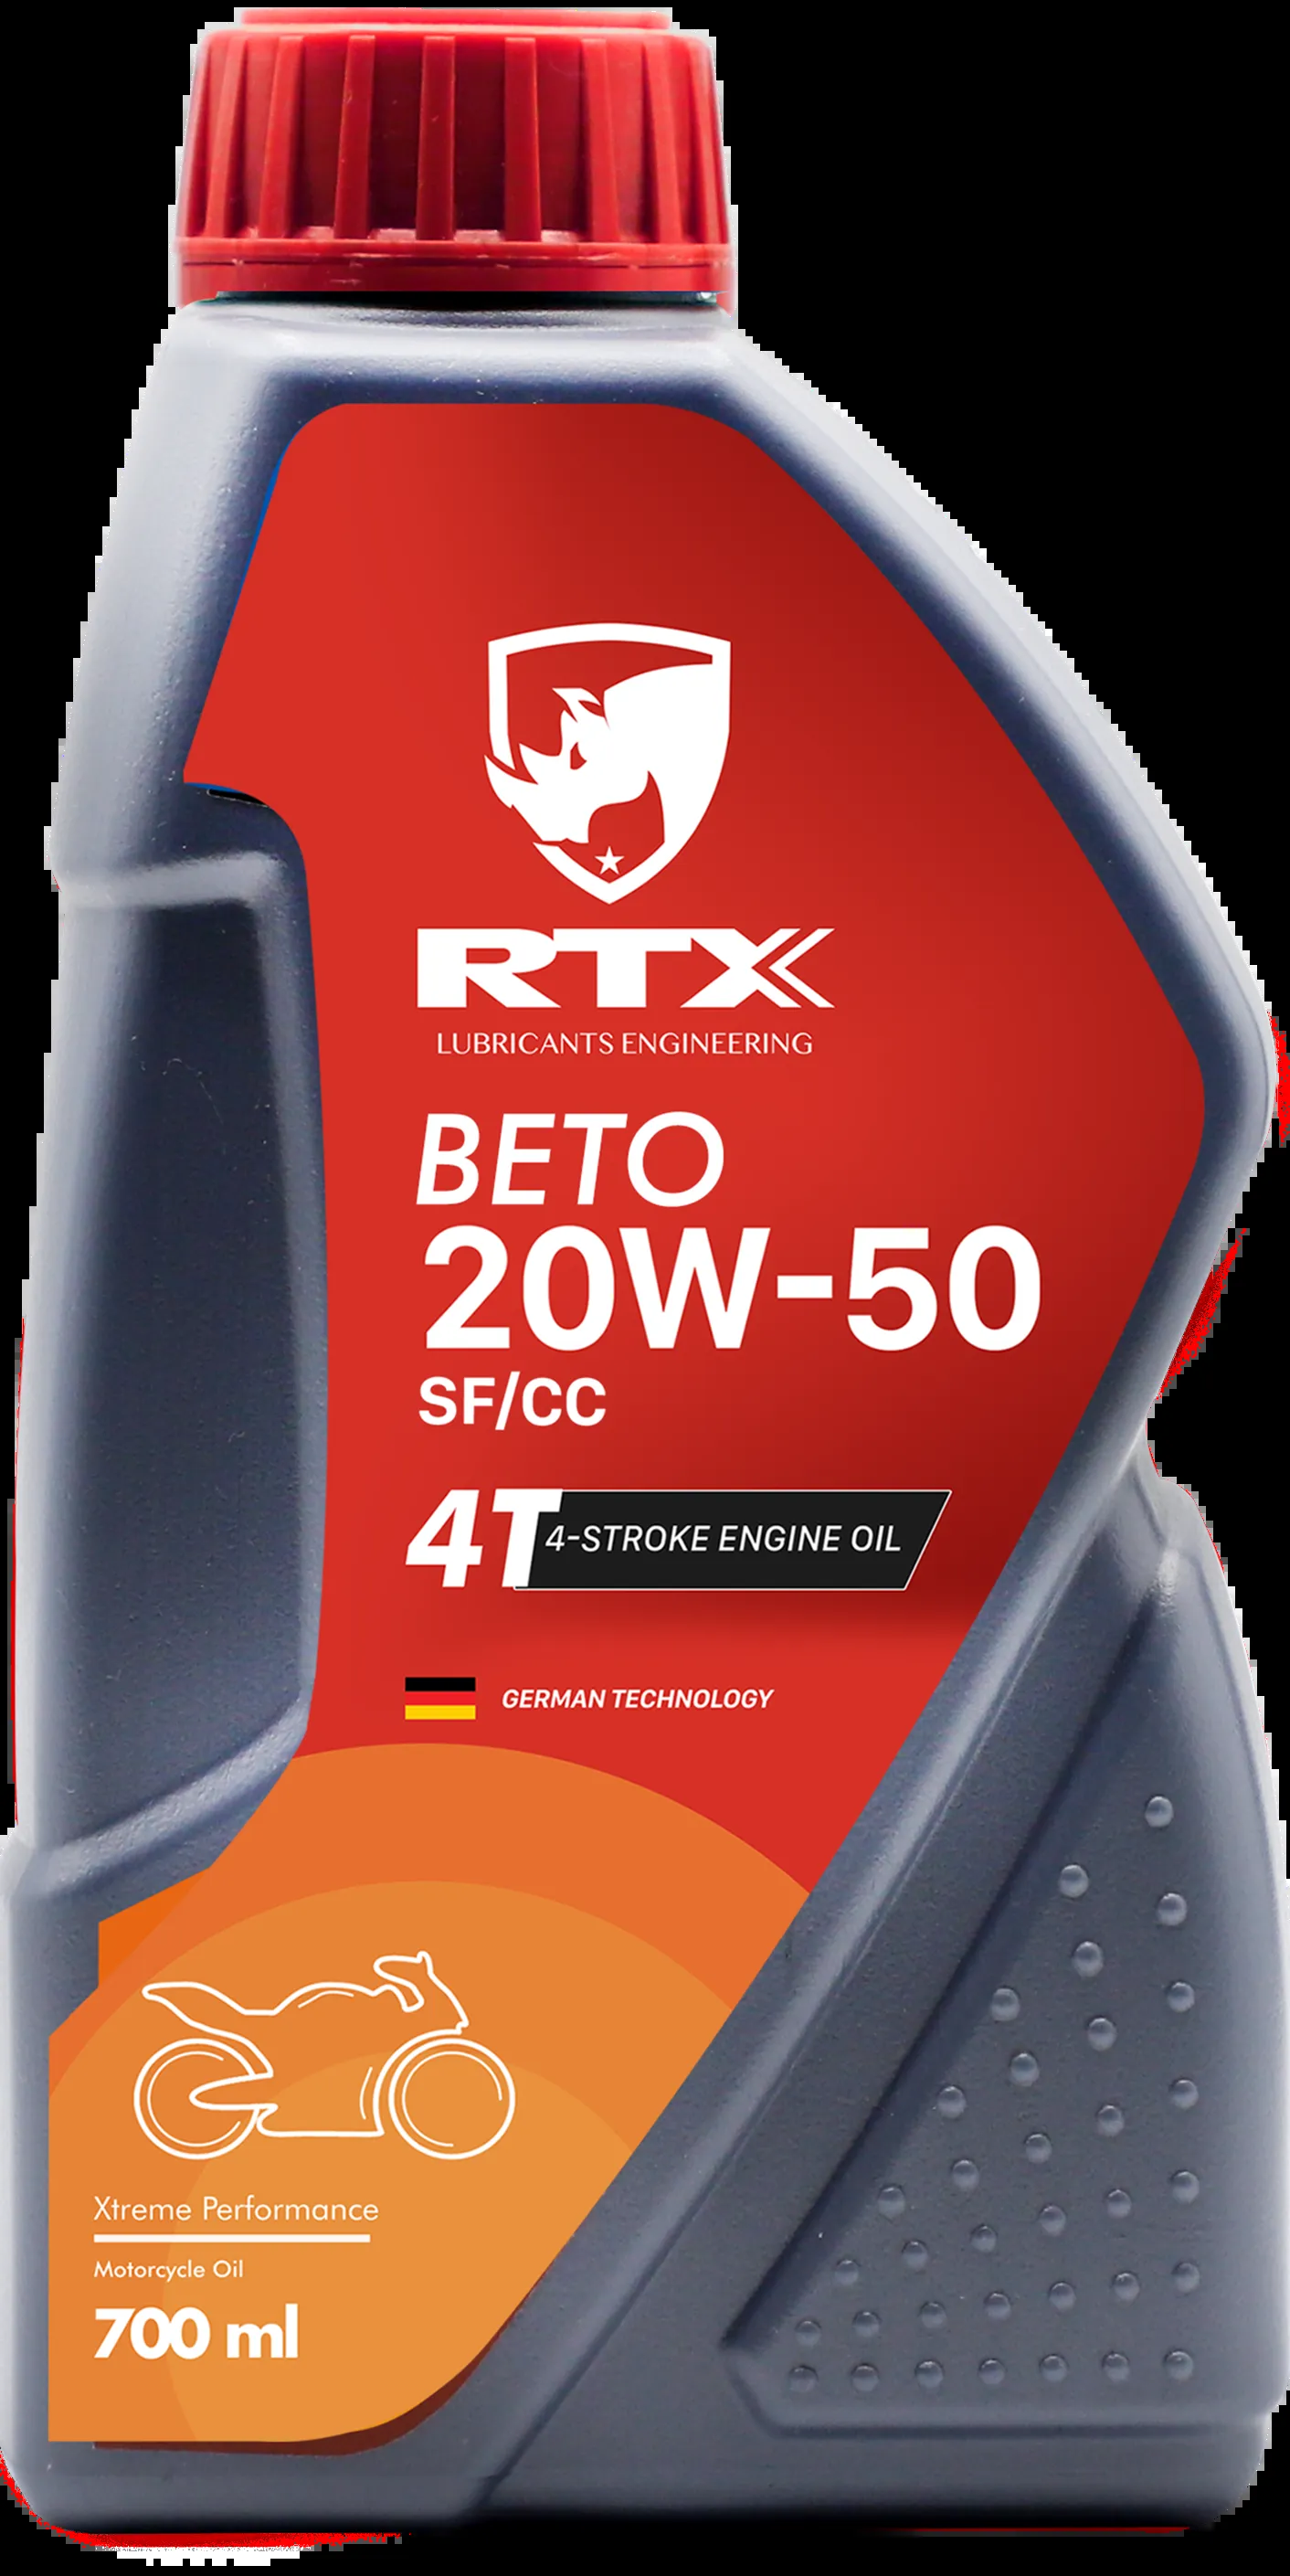 RTX
LUBRICANTS ENGINEERING
BETO
20W-50
SF/CC
4T 4-STROKE ENGINE OIL
GERMAN TECHNOLOGY
Xtreme Performance
Motorcycle Oil
700 ml